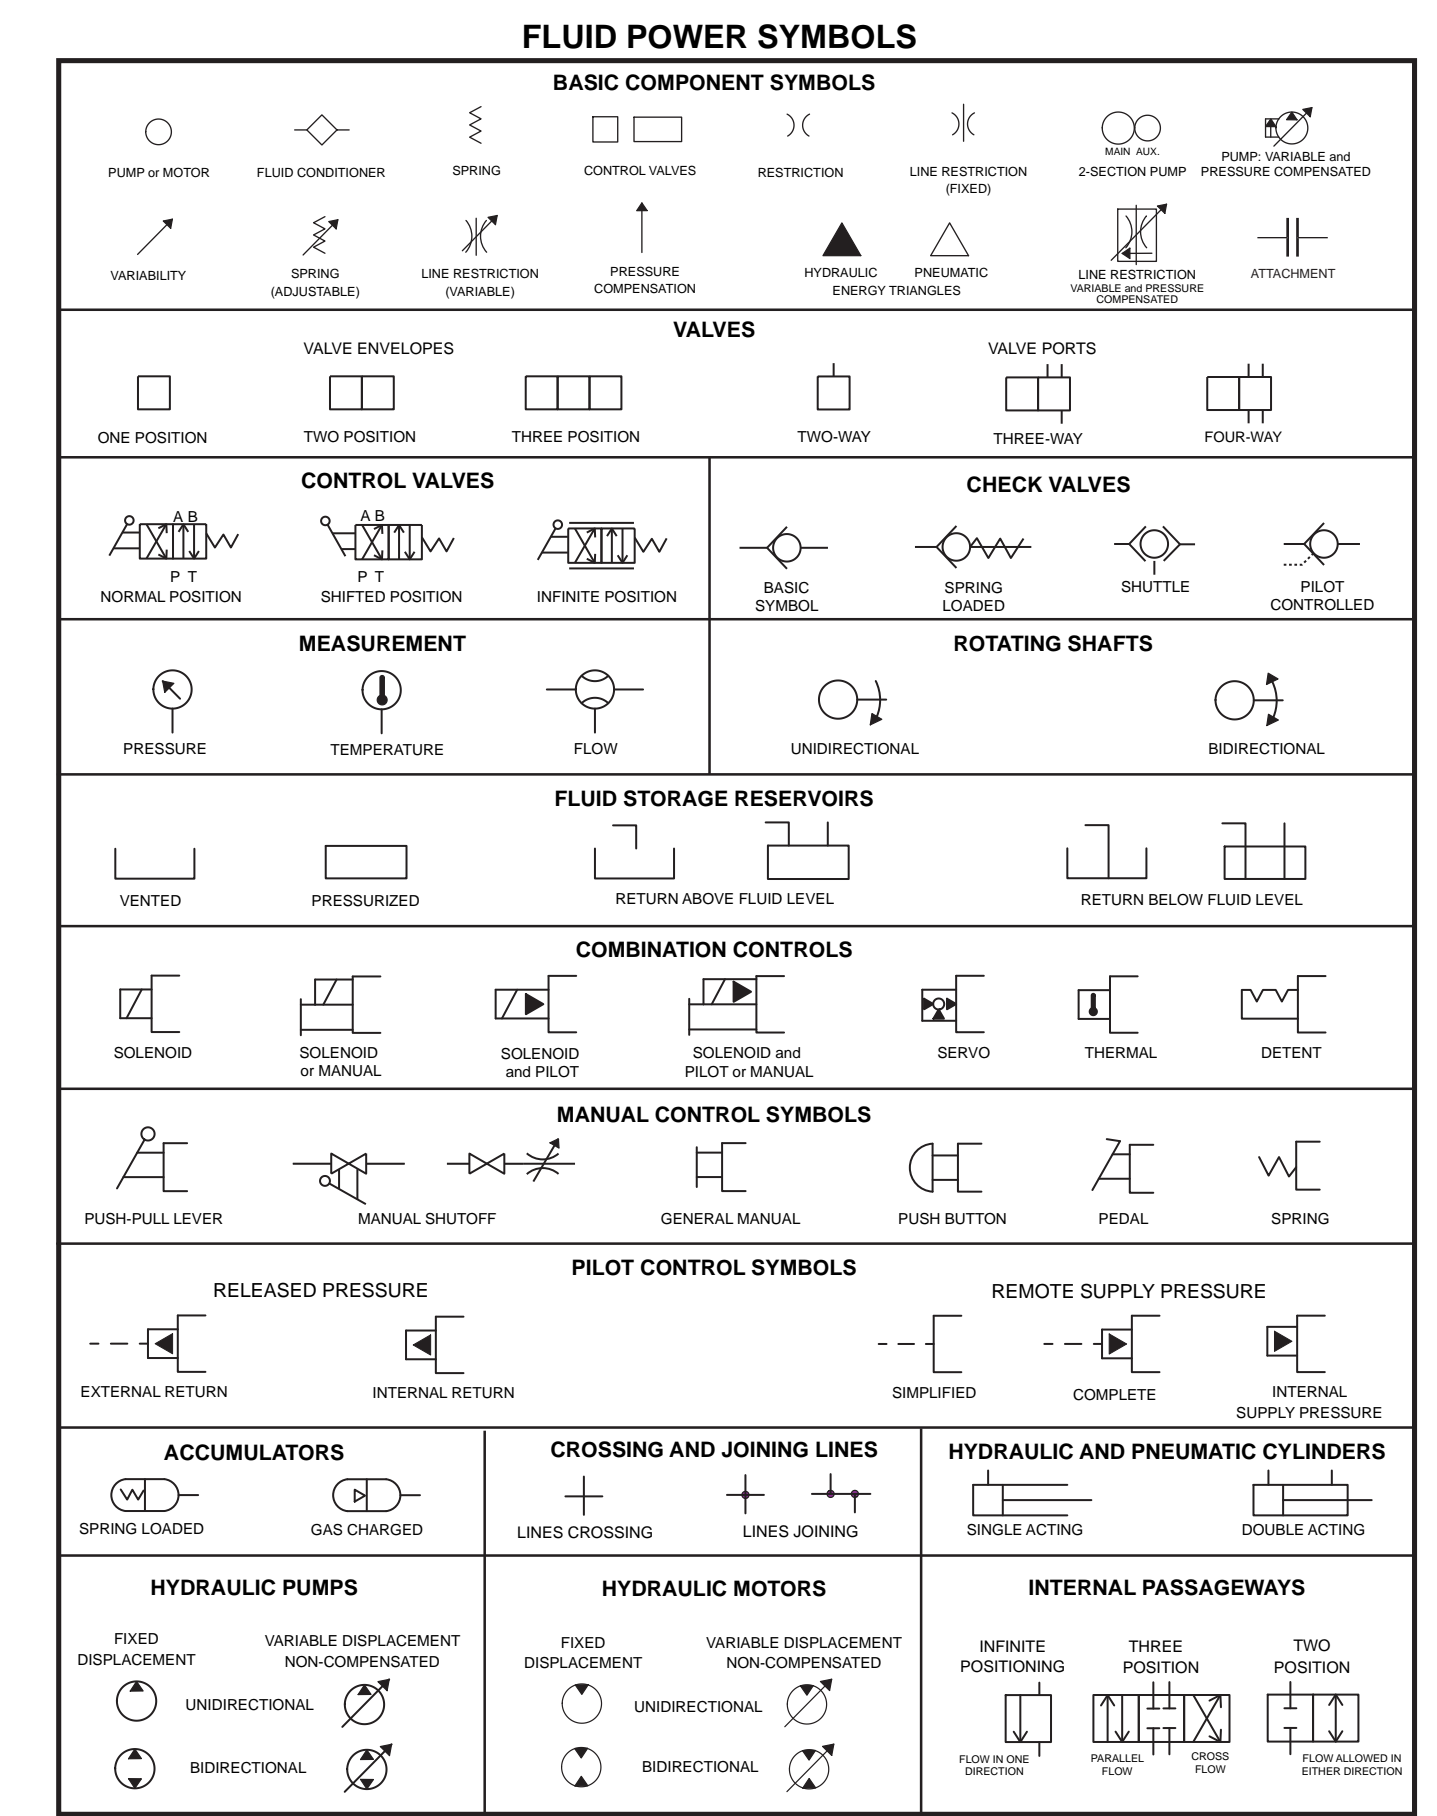 FLUID POWER SYMBOLS
BASIC COMPONENT SYMBOLS
MAIN AUX.
PUMP or MOTOR
FLUID CONDITIONER
SPRING
CONTROL VALVES
RESTRICTION
LINE RESTRICTION
(FIXED)
2-SECTION PUMP
PUMP: VARIABLE and
PRESSURE COMPENSATED
VARIABILITY
SPRING
(ADJUSTABLE)
LINE RESTRICTION
(VARIABLE)
PRESSURE
COMPENSATION
HYDRAULIC
PNEUMATIC
ENERGY TRIANGLES
LINE RESTRICTION
VARIABLE and PRESSURE
COMPENSATED
ATTACHMENT
VALVES
VALVE ENVELOPES
VALVE PORTS
ONE POSITION
TWO POSITION
THREE POSITION
TWO-WAY
THREE-WAY
FOUR-WAY
CONTROL VALVES
A B
P T
NORMAL POSITION
A B
P T
SHIFTED POSITION
INFINITE POSITION
CHECK VALVES
BASIC
SYMBOL
SPRING
LOADED
SHUTTLE
PILOT
CONTROLLED
MEASUREMENT
PRESSURE
TEMPERATURE
FLOW
ROTATING SHAFTS
UNIDIRECTIONAL
BIDIRECTIONAL
FLUID STORAGE RESERVOIRS
VENTED
PRESSURIZED
RETURN ABOVE FLUID LEVEL
RETURN BELOW FLUID LEVEL
COMBINATION CONTROLS
SOLENOID
SOLENOID
or MANUAL
SOLENOID
and PILOT
SOLENOID and
PILOT or MANUAL
SERVO
THERMAL
DETENT
MANUAL CONTROL SYMBOLS
PUSH-PULL LEVER
MANUAL SHUTOFF
GENERAL MANUAL
PUSH BUTTON
PEDAL
SPRING
PILOT CONTROL SYMBOLS
RELEASED PRESSURE
REMOTE SUPPLY PRESSURE
EXTERNAL RETURN
INTERNAL RETURN
SIMPLIFIED
COMPLETE
INTERNAL
SUPPLY PRESSURE
ACCUMULATORS
SPRING LOADED
GAS CHARGED
CROSSING AND JOINING LINES
LINES CROSSING
LINES JOINING
HYDRAULIC AND PNEUMATIC CYLINDERS
SINGLE ACTING
DOUBLE ACTING
HYDRAULIC PUMPS
FIXED
DISPLACEMENT
VARIABLE DISPLACEMENT
NON-COMPENSATED
UNIDIRECTIONAL
BIDIRECTIONAL
HYDRAULIC MOTORS
FIXED
DISPLACEMENT
VARIABLE DISPLACEMENT
NON-COMPENSATED
UNIDIRECTIONAL
BIDIRECTIONAL
INTERNAL PASSAGEWAYS
INFINITE
POSITIONING
THREE
POSITION
TWO
POSITION
FLOW IN ONE
DIRECTION
PARALLEL
FLOW
CROSS
FLOW
FLOW ALLOWED IN
EITHER DIRECTION